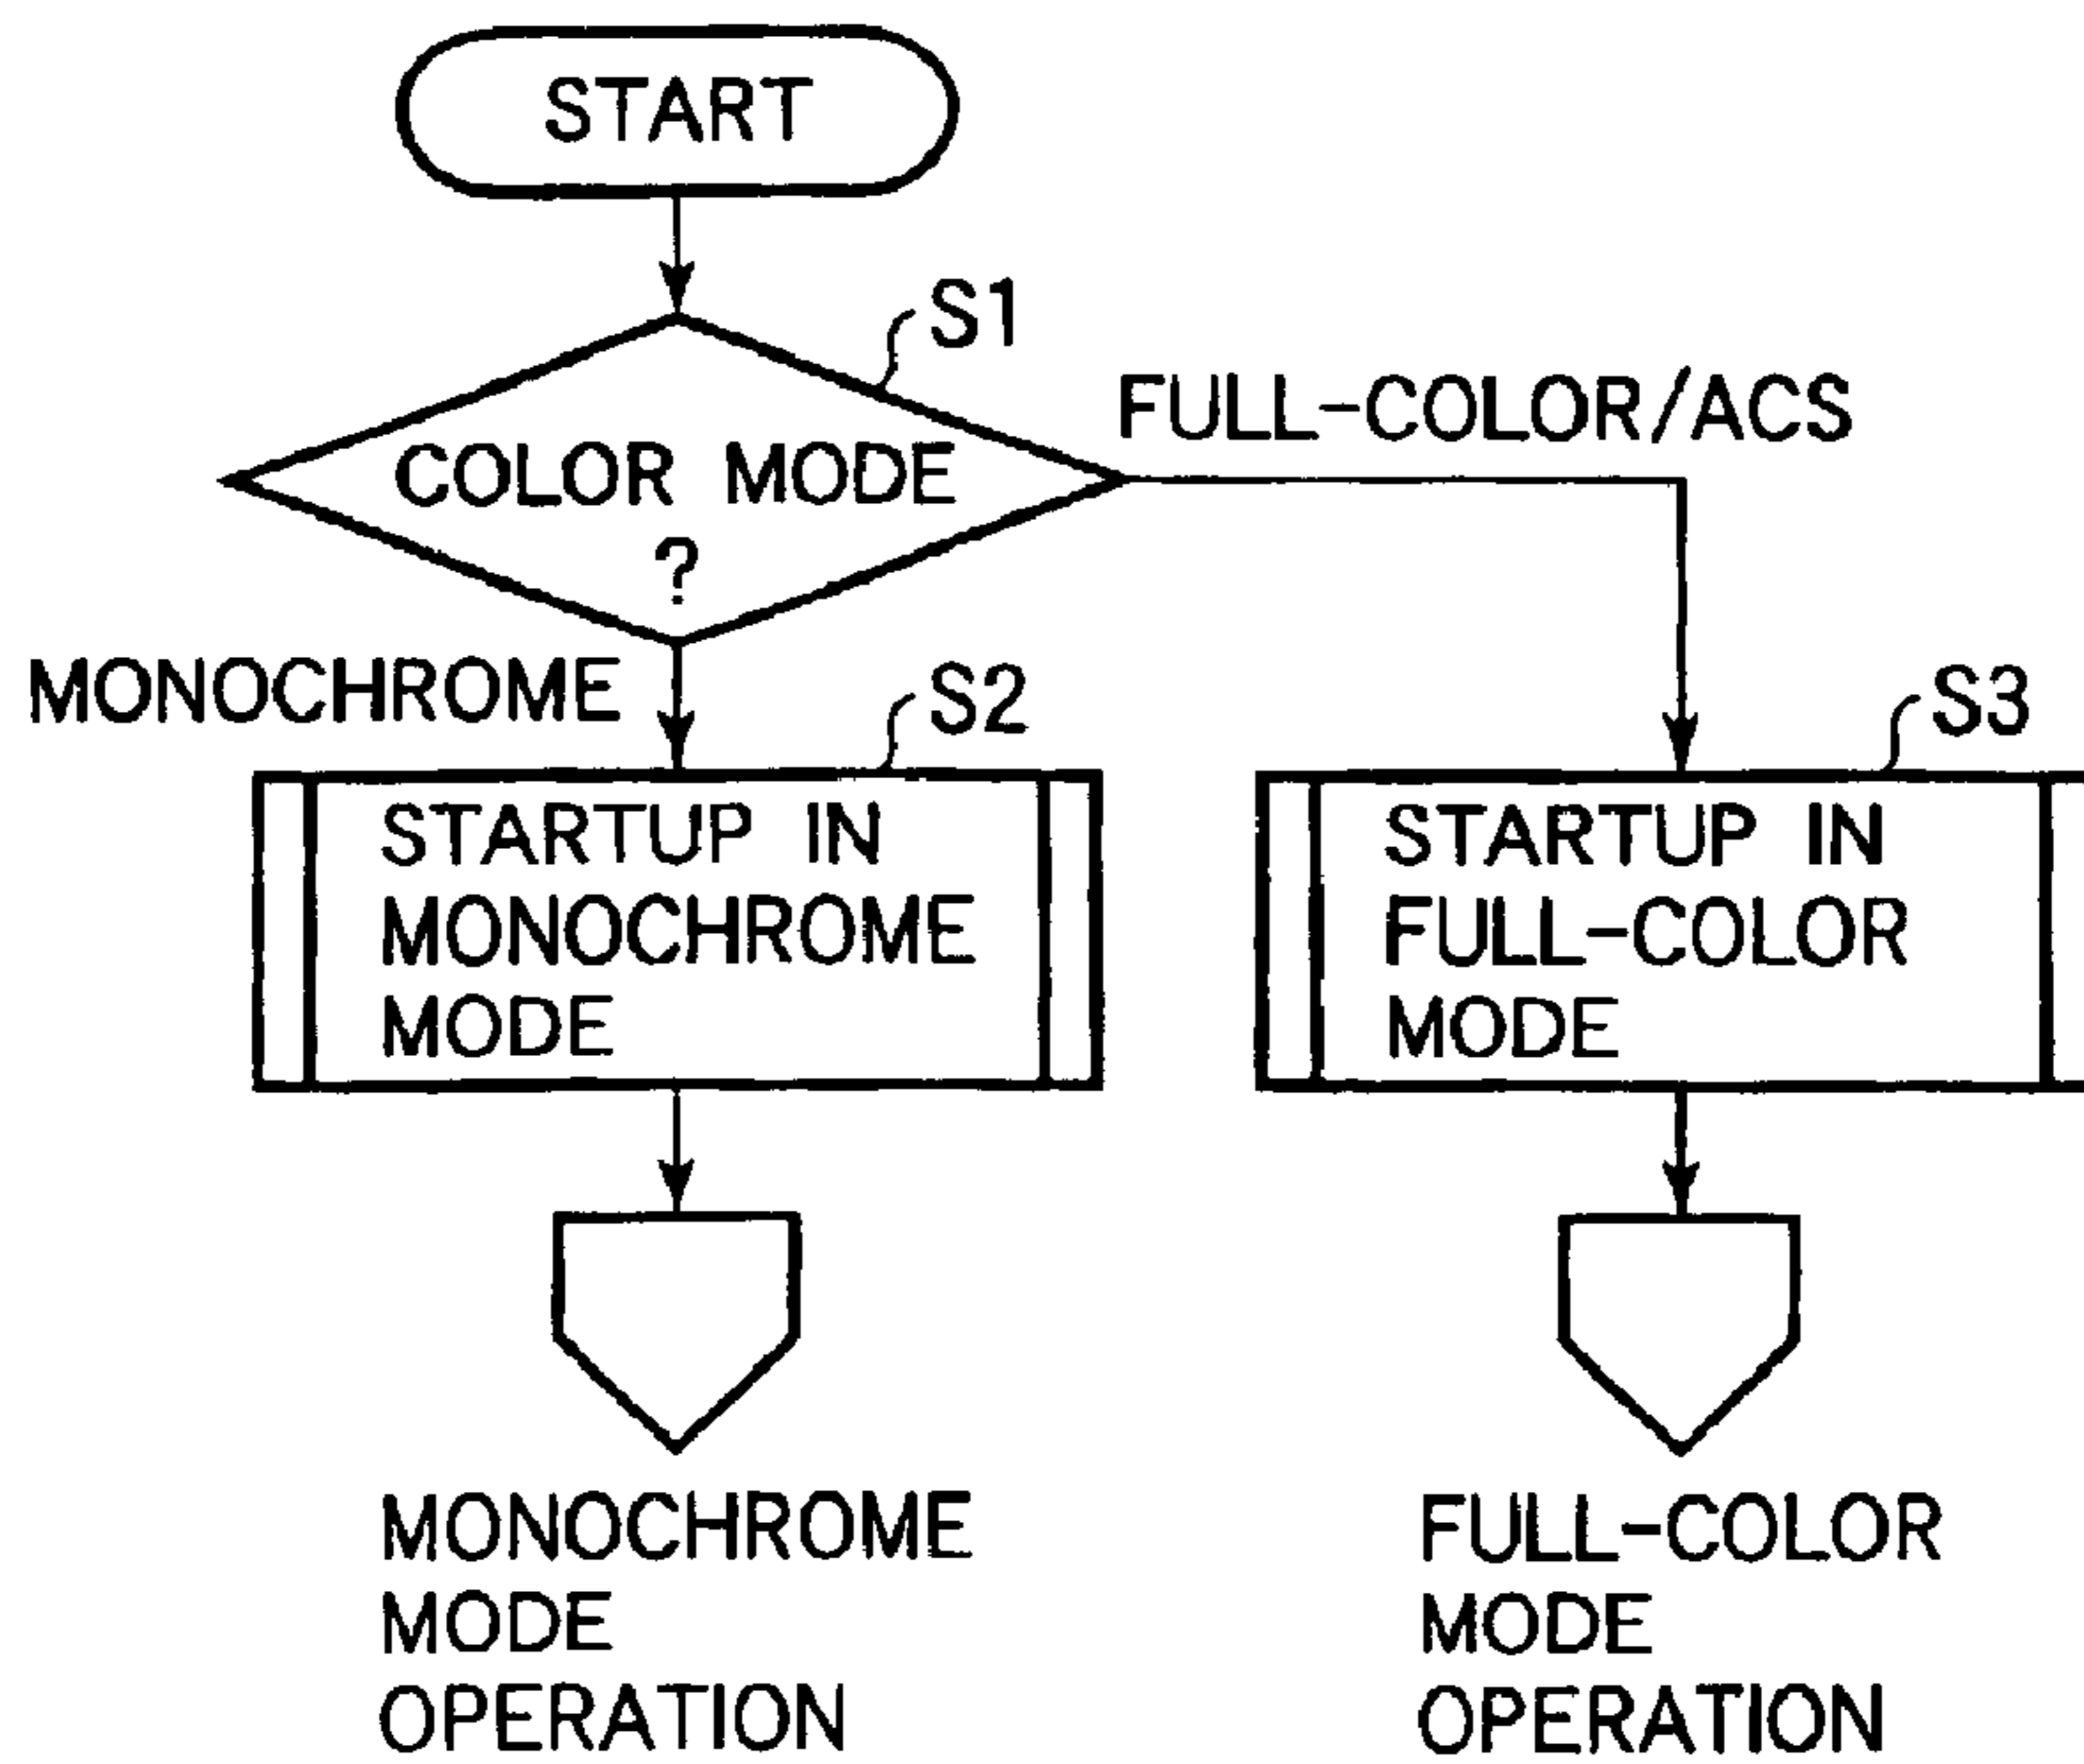 START
S1
FULL-COLOR/ACS
COLOR MODE
?
MONOCHROME
S2
S3
STARTUP IN
MONOCHROME
MODE
STARTUP IN
FULL-COLOR
MODE
MONOCHROME
MODE
OPERATION
FULL-COLOR
MODE
OPERATION